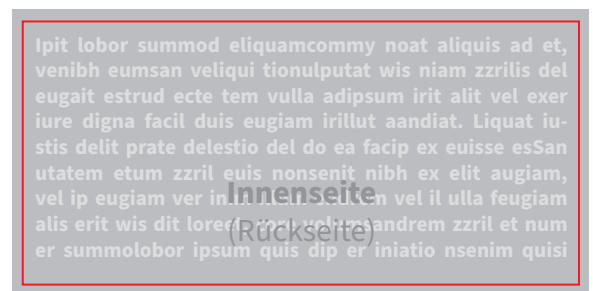 Ipit lobor summod eliquamcommy noat aliquis ad et,
venibh eumsan veliqui tionulputat wis niam zzrilis del
eugait estrud ecte tem vulla adipsum irit alit vel exer
iure digna facil duis eugiam irillut aandiat. Liquat iu-
stis delit prate delestio del do ea facip ex euisse esSan
utatem etum zzril euis nonsenit nibh ex elit augiam,
vel ip eugiam ver vel il ulla feugiam
Innenseite
alis erit wis dit andrem zzril et num
(Rückseite)
er summolobor ipsum quis dip er iniatio nsenim quisi